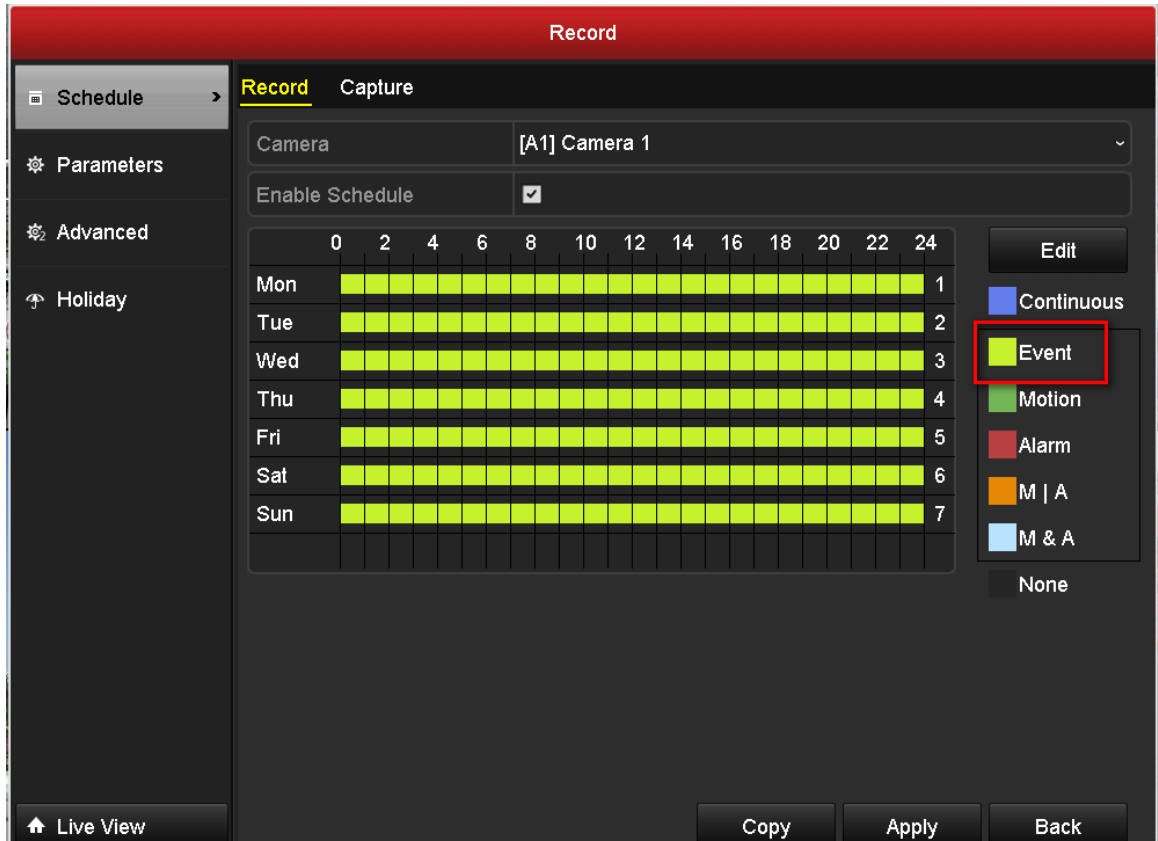 Record
Schedule
Parameters
Advanced
Holiday
Live View
Record Capture
Camera [A1] Camera 1
Enable Schedule
0 2 4 6 8 10 12 14 16 18 20 22 24
Mon 1
Tue 2
Wed 3
Thu 4
Fri 5
Sat 6
Sun 7
Edit
Continuous
Event
Motion
Alarm
M | A
M & A
None
Copy Apply Back